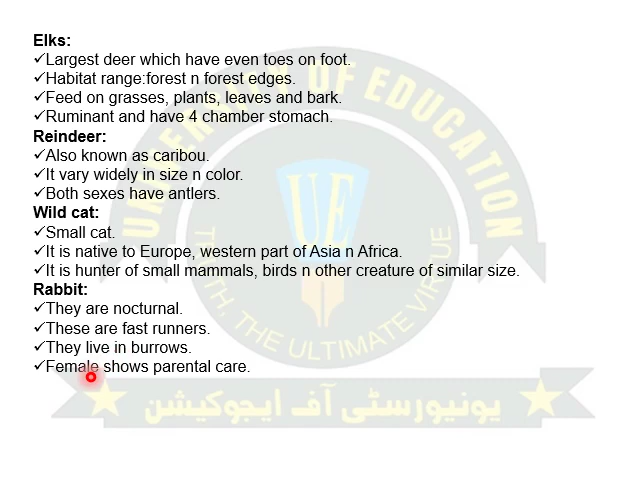 Elks:
✓Largest deer which have even toes on foot.
✓Habitat range:forest n forest edges.
✓Feed on grasses, plants, leaves and bark.
✓Ruminant and have 4 chamber stomach.
Reindeer:
✓Also known as caribou.
✓It vary widely in size n color.
✓Both sexes have antlers.
Wild cat:
✓Small cat.
✓It is native to Europe, western part of Asia n Africa.
✓It is hunter of small mammals, birds n other creature of similar size.
Rabbit:
✓They are nocturnal.
✓These are fast runners.
✓They live in burrows.
✓Female shows parental care.
UNIVERSITY OF EDUCATION
UE
TRUTH, THE ULTIMATE VIRTUE
یونیورسٹی آف ایجوکیشن